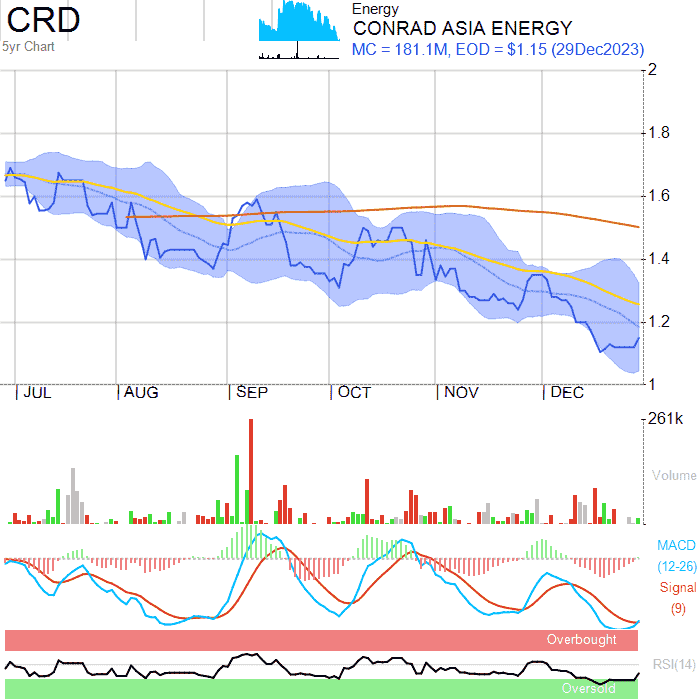 CRD
5yr Chart
Energy
CONRAD ASIA ENERGY
MC = 181.1M, EOD = $1.15 (29Dec2023)
2
1.8
1.6
1.4
1.2
1
JUL AUG SEP OCT NOV DEC
261k
Volume
MACD
(12-26)
Signal
(9)
Overbought
RSI(14)
Oversold